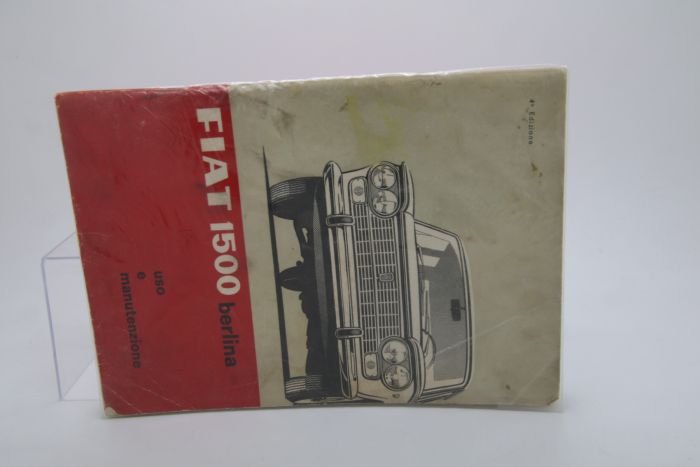 4ª Edizione
FIAT 1500 berlina
uso
e
manutenzione